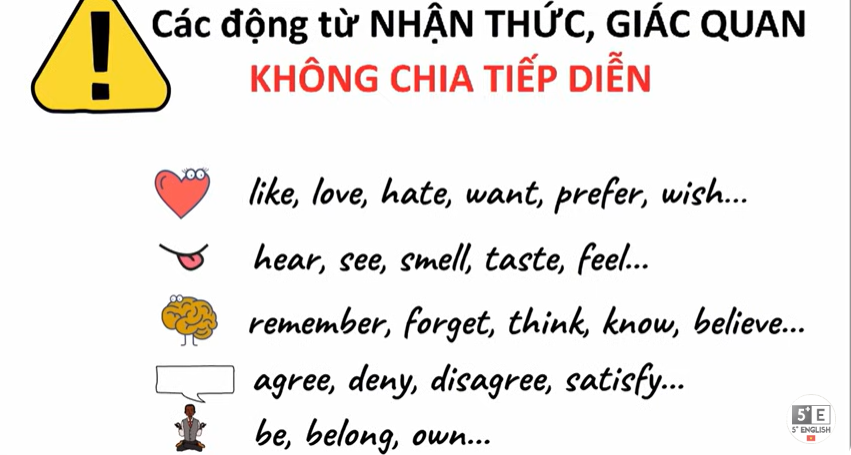 Các động từ NHẬN THỨC, GIÁC QUAN
KHÔNG CHIA TIẾP DIỄN
like, love, hate, want, prefer, wish...
hear, see, smell, taste, feel...
remember, forget, think, know, believe...
agree, deny, disagree, satisfy...
be, belong, own...
5+ E
5+ ENGLISH